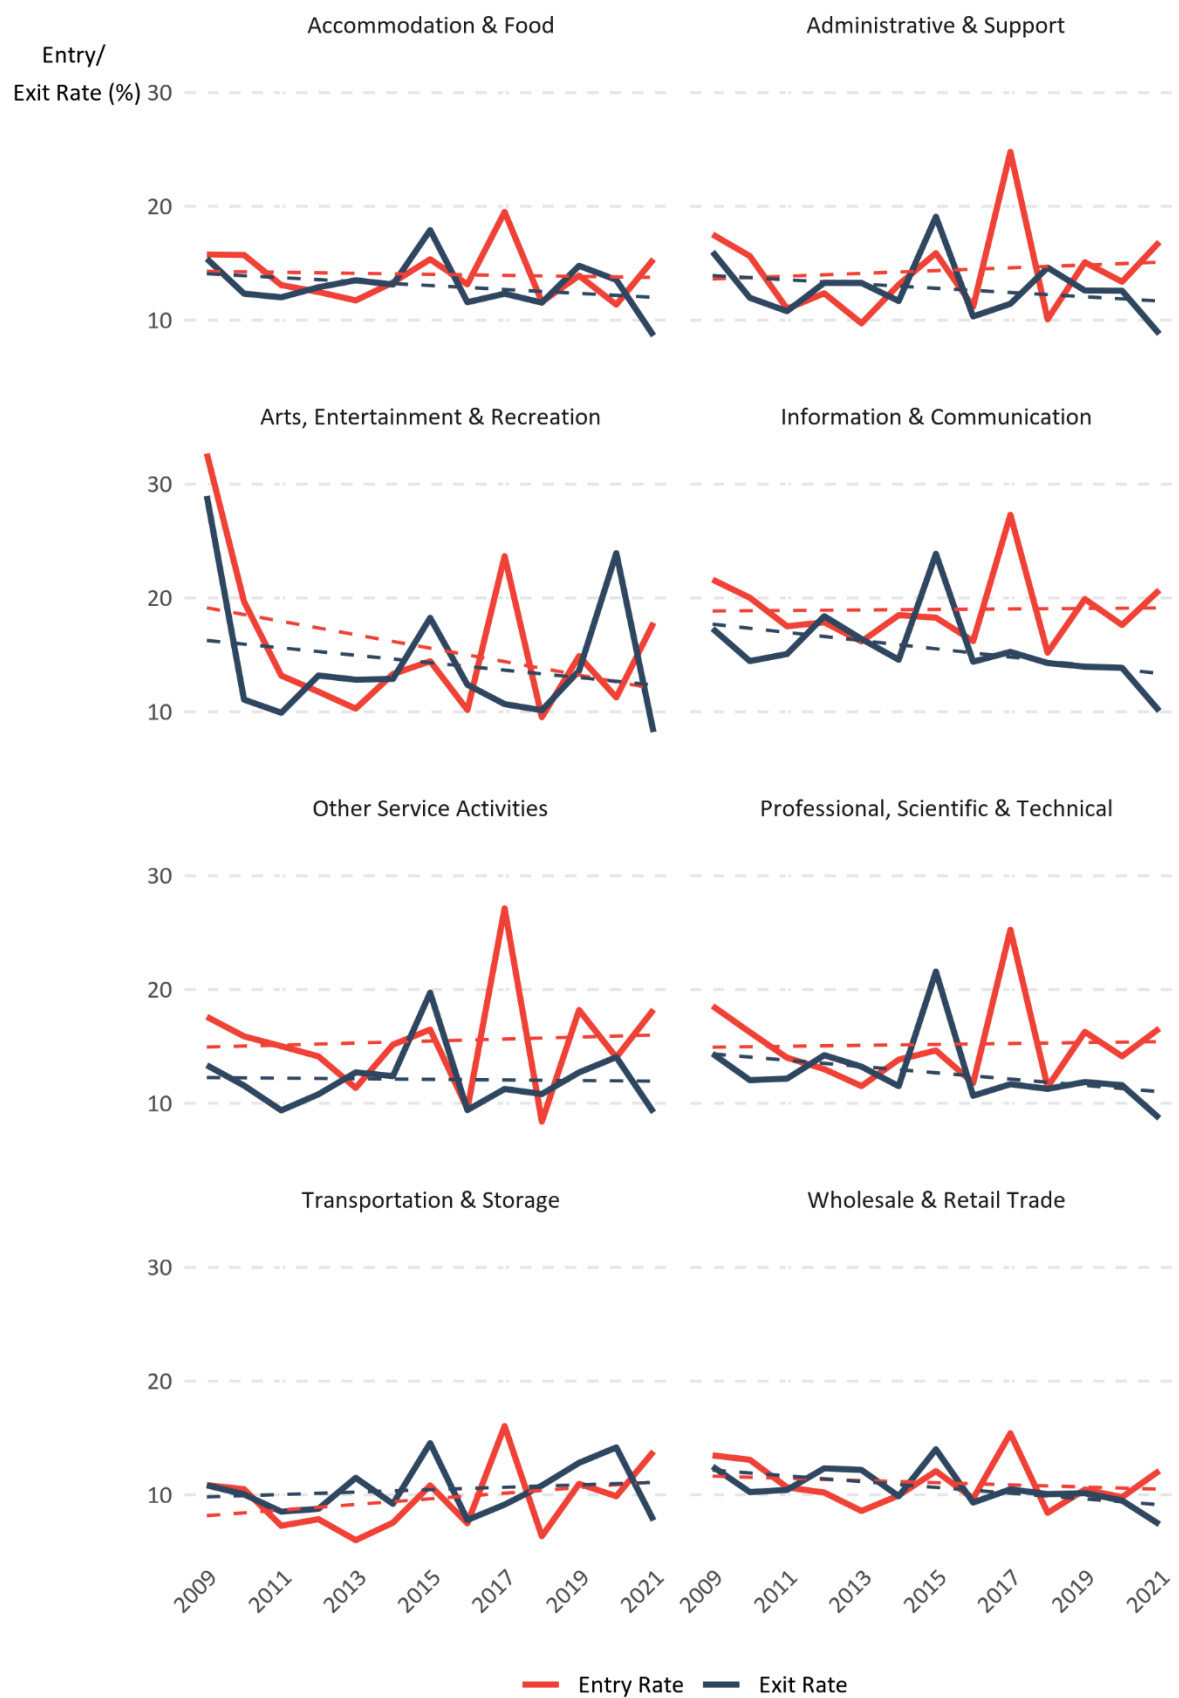 Accommodation & Food
Administrative & Support
Entry/
Exit Rate (%)
30
20
10
Arts, Entertainment & Recreation
Information & Communication
30
20
10
Other Service Activities
Professional, Scientific & Technical
30
20
10
Transportation & Storage
Wholesale & Retail Trade
30
20
10
2009 2011 2013 2015 2017 2019 2021
2009 2011 2013 2015 2017 2019 2021
Entry Rate Exit Rate